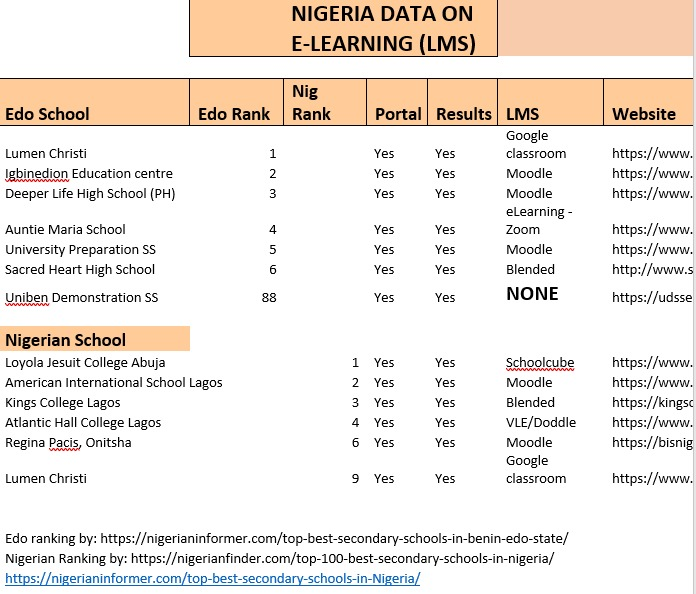 NIGERIA DATA ON
E-LEARNING (LMS)
Edo School Edo Rank Nig Rank Portal Results LMS Website
Lumen Christi 1 Yes Yes Google classroom https://www.
Igbinedion Education centre 2 Yes Yes Moodle https://www.
Deeper Life High School (PH) 3 Yes Yes Moodle https://www.
Auntie Maria School 4 Yes Yes eLearning - Zoom https://www.
University Preparation SS 5 Yes Yes Moodle https://www.
Sacred Heart High School 6 Yes Yes Blended http://www.s
Uniben Demonstration SS 88 Yes Yes NONE https://udsse
Nigerian School
Loyola Jesuit College Abuja 1 Yes Yes Schoolcube https://www.
American International School Lagos 2 Yes Yes Moodle https://www.
Kings College Lagos 3 Yes Yes Blended https://kingsc
Atlantic Hall College Lagos 4 Yes Yes VLE/Doddle https://www.
Regina Pacis, Onitsha 6 Yes Yes Moodle https://bisnig
Lumen Christi 9 Yes Yes Google classroom https://www.
Edo ranking by: https://nigerianinformer.com/top-best-secondary-schools-in-benin-edo-state/
Nigerian Ranking by: https://nigerianfinder.com/top-100-best-secondary-schools-in-nigeria/
https://nigerianinformer.com/top-best-secondary-schools-in-Nigeria/